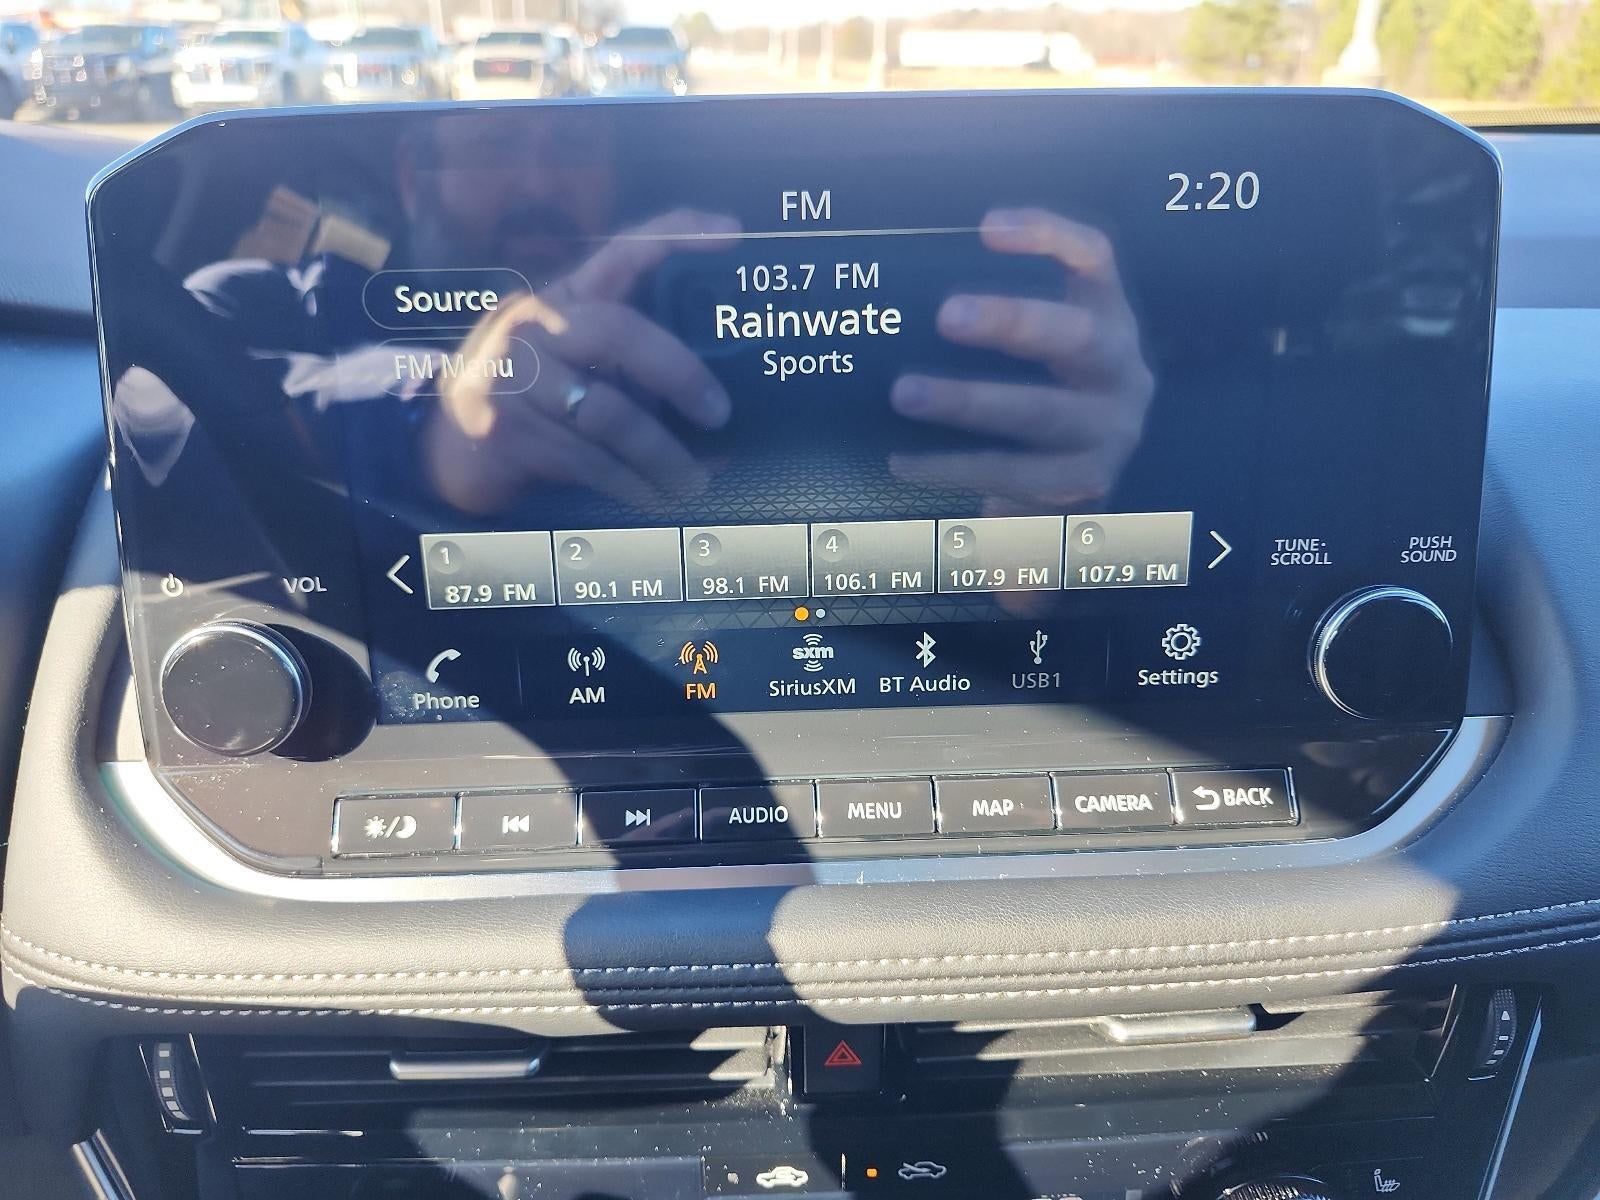 FM
2:20
103.7 FM
Source
Rainwate
FM Menu
Sports
1 2 3 4 5 6
87.9 FM 90.1 FM 98.1 FM 106.1 FM 107.9 FM 107.9 FM
TUNE·
SCROLL
PUSH
SOUND
VOL
sxm
Phone AM FM SiriusXM BT Audio USB1 Settings
AUDIO MENU MAP CAMERA BACK